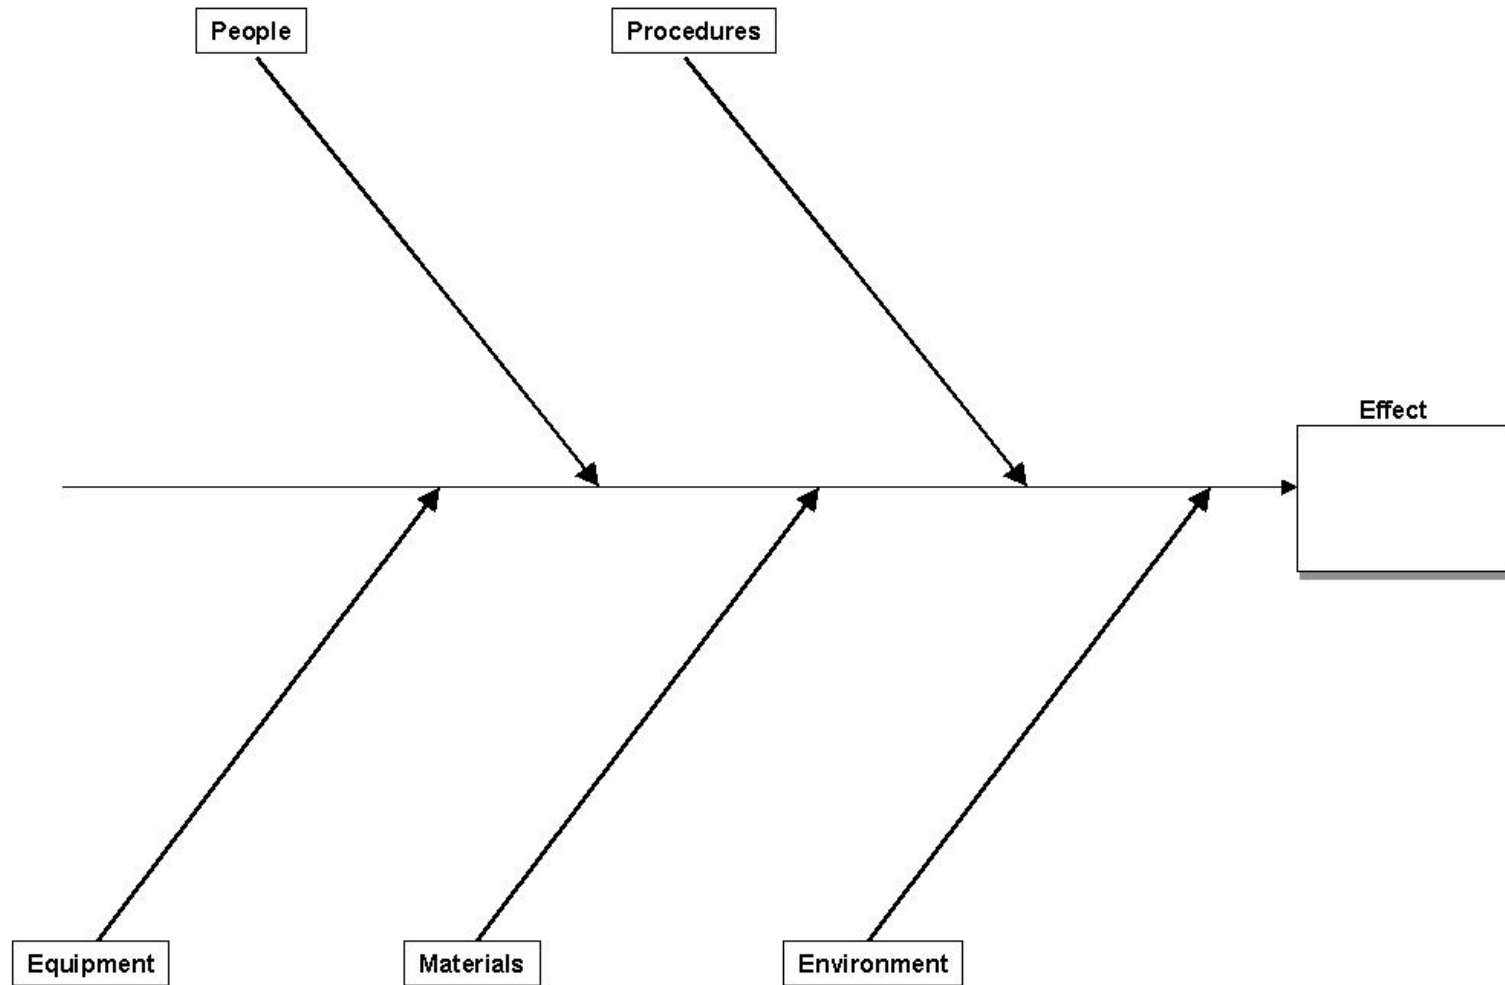 People
Procedures
Effect
Equipment
Materials
Environment